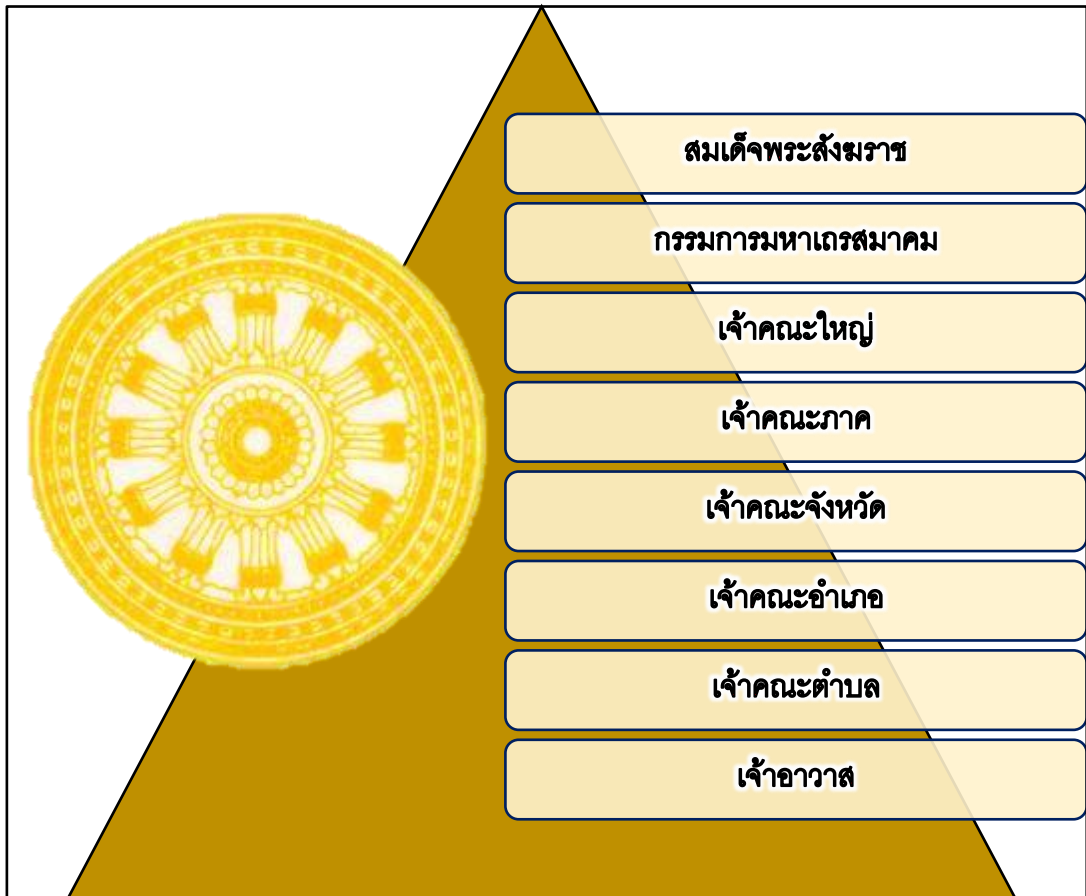 สมเด็จพระสังฆราช
กรรมการมหาเถรสมาคม
เจ้าคณะใหญ่
เจ้าคณะภาค
เจ้าคณะจังหวัด
เจ้าคณะอำเภอ
เจ้าคณะตำบล
เจ้าอาวาส